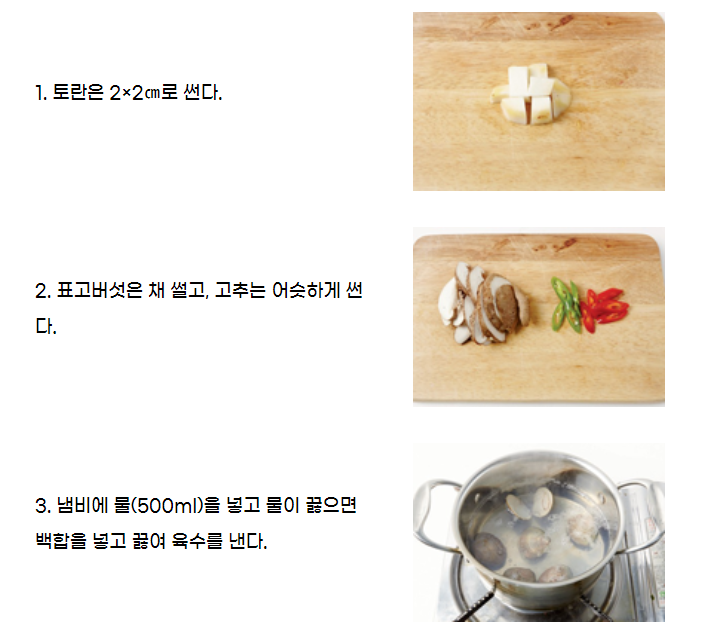 1. 토란은 2×2㎝로 썬다.
2. 표고버섯은 채 썰고, 고추는 어슷하게 썬
다.
3. 냄비에 물(500ml)을 넣고 물이 끓으면
백합을 넣고 끓여 육수를 낸다.